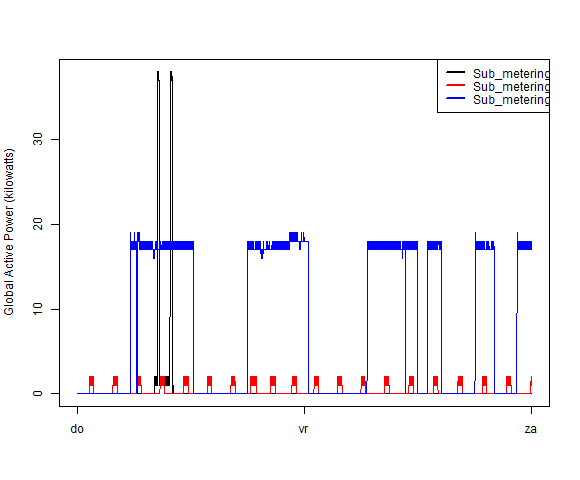 Sub_metering
Sub_metering
Sub_metering
Global Active Power (kilowatts)
30
20
10
0
do vr za